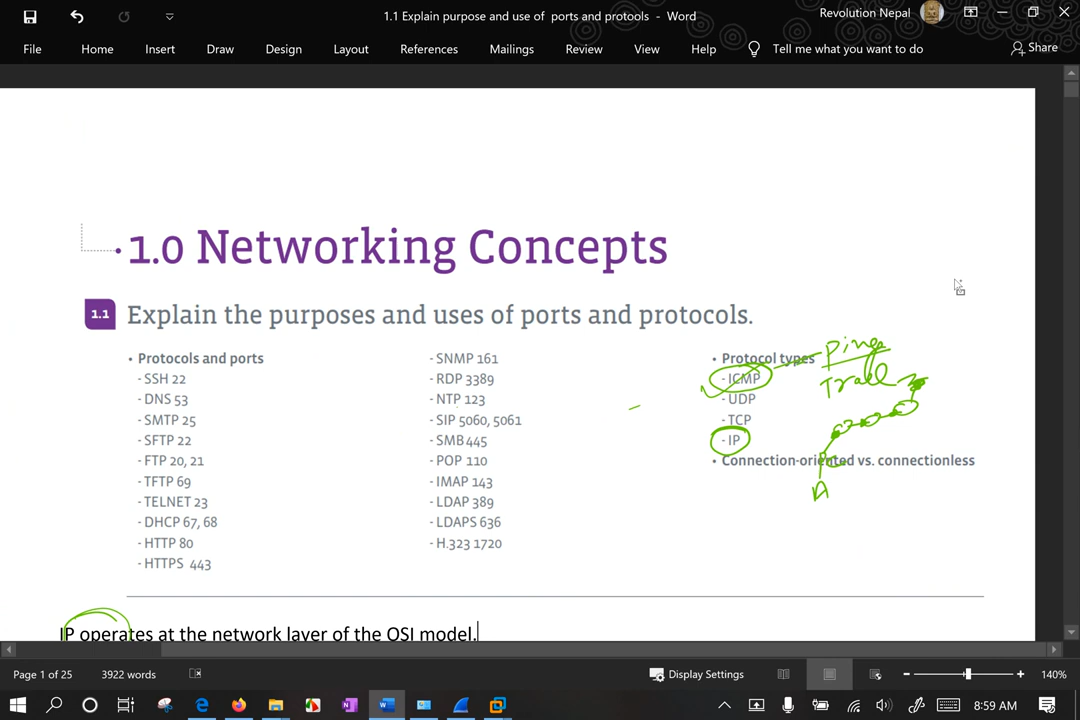 1.1 Explain purpose and use of ports and protools - Word
Revolution Nepal
File Home Insert Draw Design Layout References Mailings Review View Help Tell me what you want to do Share
1.0 Networking Concepts
1.1 Explain the purposes and uses of ports and protocols.
• Protocols and ports
- SSH 22
- DNS 53
- SMTP 25
- SFTP 22
- FTP 20, 21
- TFTP 69
- TELNET 23
- DHCP 67, 68
- HTTP 80
- HTTPS 443
- SNMP 161
- RDP 3389
- NTP 123
- SIP 5060, 5061
- SMB 445
- POP 110
- IMAP 143
- LDAP 389
- LDAPS 636
- H.323 1720
• Protocol types
- ICMP
- UDP
- TCP
- IP
• Connection-oriented vs. connectionless
Ping
A
IP operates at the network layer of the OSI model.
Page 1 of 25 3922 words Display Settings 140%
8:59 AM